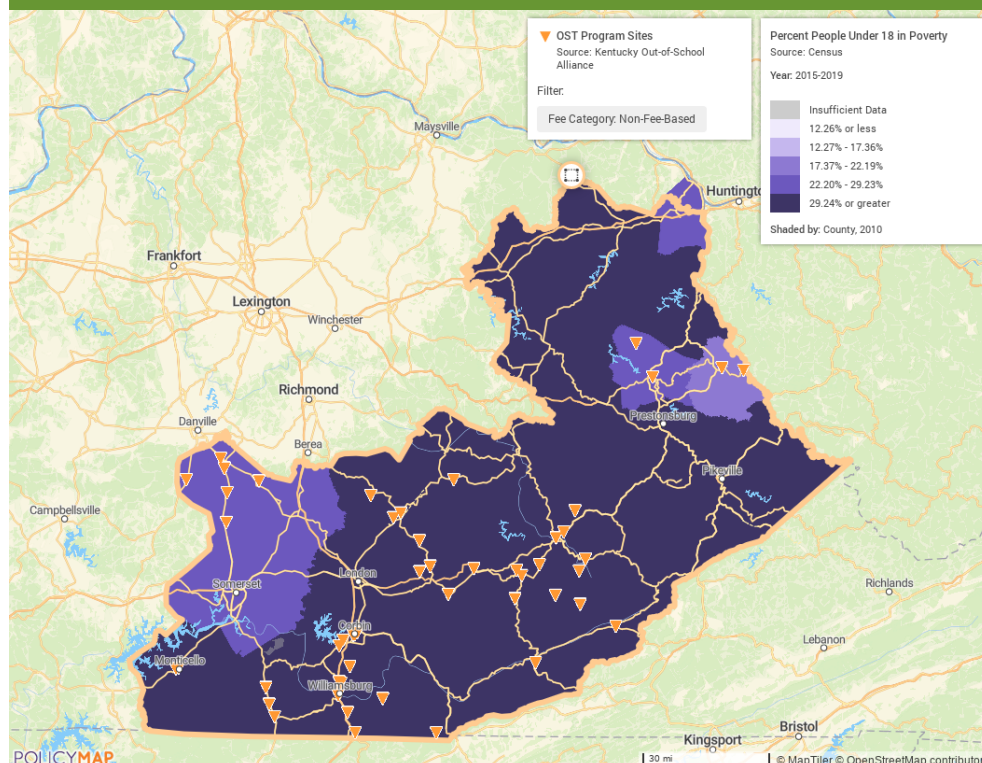 OST Program Sites
Source: Kentucky Out-of-School
Alliance
Filter:
Fee Category: Non-Fee-Based
Percent People Under 18 in Poverty
Source: Census
Year: 2015-2019
Insufficient Data
12.26% or less
12.27% - 17.36%
17.37% - 22.19%
22.20% - 29.23%
29.24% or greater
Shaded by: County, 2010
Maysville
Huntingto
Frankfort
Lexington
Winchester
Richmond
Danville
Prestonsburg
Berea
Pikeville
Campbellsville
London
Somerset
Richlands
Corbin
Lebanon
Monticello
Williamsburg
Bristol
Kingsport
POLICYMAP
30 mi
© MapTiler © OpenStreetMap contributor